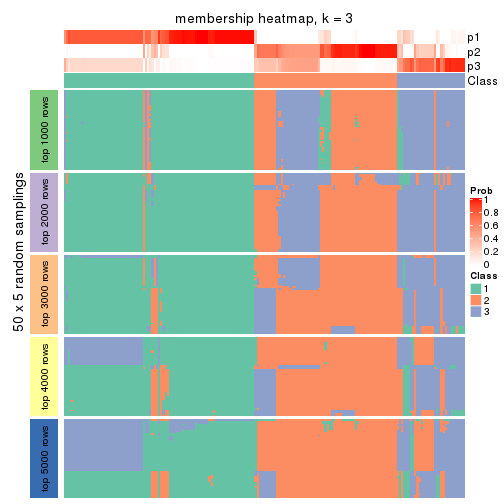 membership heatmap, k = 3
p1
p2
p3
Class
50 x 5 random samplings
top 1000 rows
top 2000 rows
top 3000 rows
top 4000 rows
top 5000 rows
Prob
1
0.8
0.6
0.4
0.2
0
Class
1
2
3